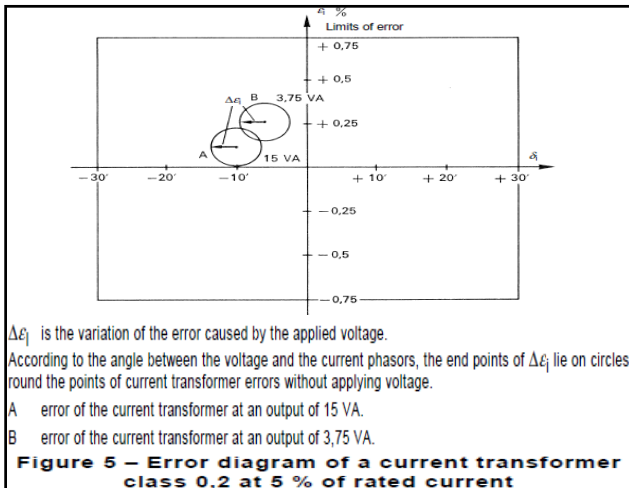 εᵢ %
Limits of error
+ 0,75
+ 0,5
Δεᵢ B 3,75 VA
+ 0,25
A 15 VA
δᵢ
−30′ −20′ −10′ + 10′ + 20′ + 30′
− 0,25
− 0,5
− 0,75
Δεᵢ is the variation of the error caused by the applied voltage.
According to the angle between the voltage and the current phasors, the end points of Δεᵢ lie on circles
round the points of current transformer errors without applying voltage.
A error of the current transformer at an output of 15 VA.
B error of the current transformer at an output of 3,75 VA.
Figure 5 – Error diagram of a current transformer
class 0.2 at 5 % of rated current